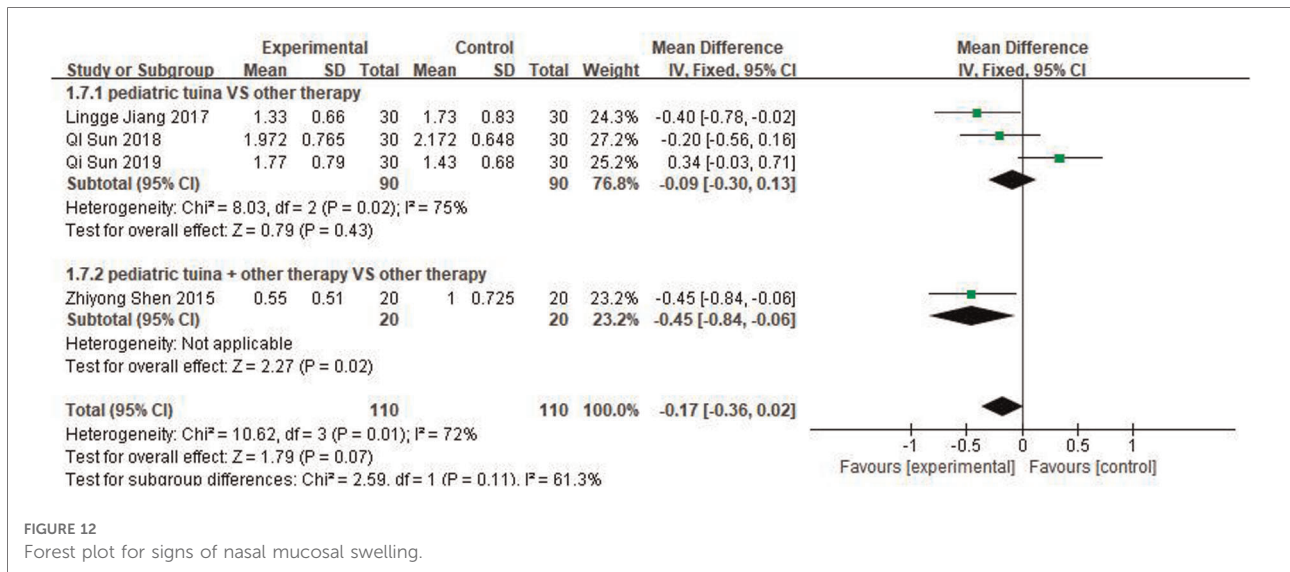 Experimental Control Mean Difference Mean Difference
Study or Subgroup Mean SD Total Mean SD Total Weight IV, Fixed, 95% CI IV, Fixed, 95% CI
1.7.1 pediatric tuina VS other therapy
Lingge Jiang 2017 1.33 0.66 30 1.73 0.83 30 24.3% -0.40 [-0.78, -0.02]
QI Sun 2018 1.972 0.765 30 2.172 0.648 30 27.2% -0.20 [-0.56, 0.16]
Qi Sun 2019 1.77 0.79 30 1.43 0.68 30 25.2% 0.34 [-0.03, 0.71]
Subtotal (95% CI) 90 90 76.8% -0.09 [-0.30, 0.13]
Heterogeneity: Chi² = 8.03, df = 2 (P = 0.02); I² = 75%
Test for overall effect: Z = 0.79 (P = 0.43)
1.7.2 pediatric tuina + other therapy VS other therapy
Zhiyong Shen 2015 0.55 0.51 20 1 0.725 20 23.2% -0.45 [-0.84, -0.06]
Subtotal (95% CI) 20 20 23.2% -0.45 [-0.84, -0.06]
Heterogeneity: Not applicable
Test for overall effect: Z = 2.27 (P = 0.02)
Total (95% CI) 110 110 100.0% -0.17 [-0.36, 0.02]
Heterogeneity: Chi² = 10.62, df = 3 (P = 0.01); I² = 72%
Test for overall effect: Z = 1.79 (P = 0.07)
Test for subgroup differences: Chi² = 2.59, df = 1 (P = 0.11), I² = 61.3%
-1 -0.5 0 0.5 1
Favours [experimental] Favours [control]
FIGURE 12
Forest plot for signs of nasal mucosal swelling.